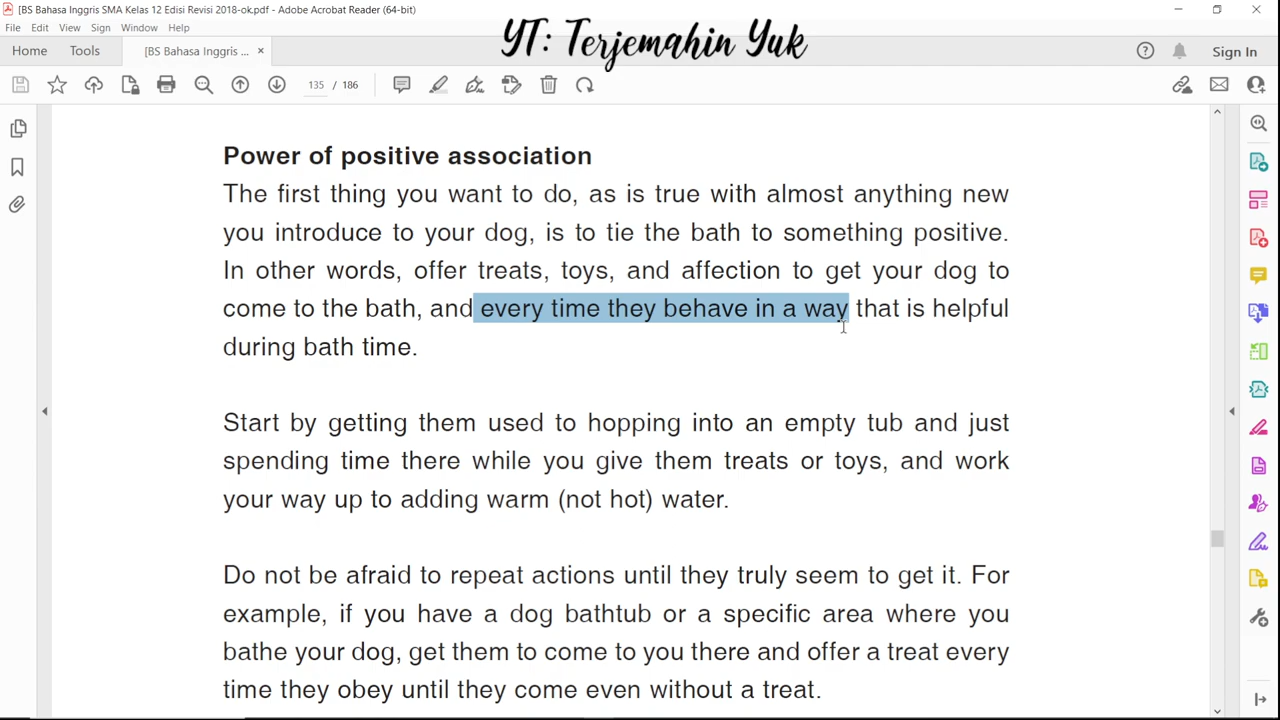 [BS Bahasa Inggris SMA Kelas 12 Edisi Revisi 2018-ok.pdf - Adobe Acrobat Reader (64-bit)
YT: Terjemahin Yuk
File Edit View Sign Window Help
Home Tools [BS Bahasa Inggris ... × Sign In
135 / 186
Power of positive association
The first thing you want to do, as is true with almost anything new
you introduce to your dog, is to tie the bath to something positive.
In other words, offer treats, toys, and affection to get your dog to
come to the bath, and every time they behave in a way that is helpful
during bath time.
Start by getting them used to hopping into an empty tub and just
spending time there while you give them treats or toys, and work
your way up to adding warm (not hot) water.
Do not be afraid to repeat actions until they truly seem to get it. For
example, if you have a dog bathtub or a specific area where you
bathe your dog, get them to come to you there and offer a treat every
time they obey until they come even without a treat.